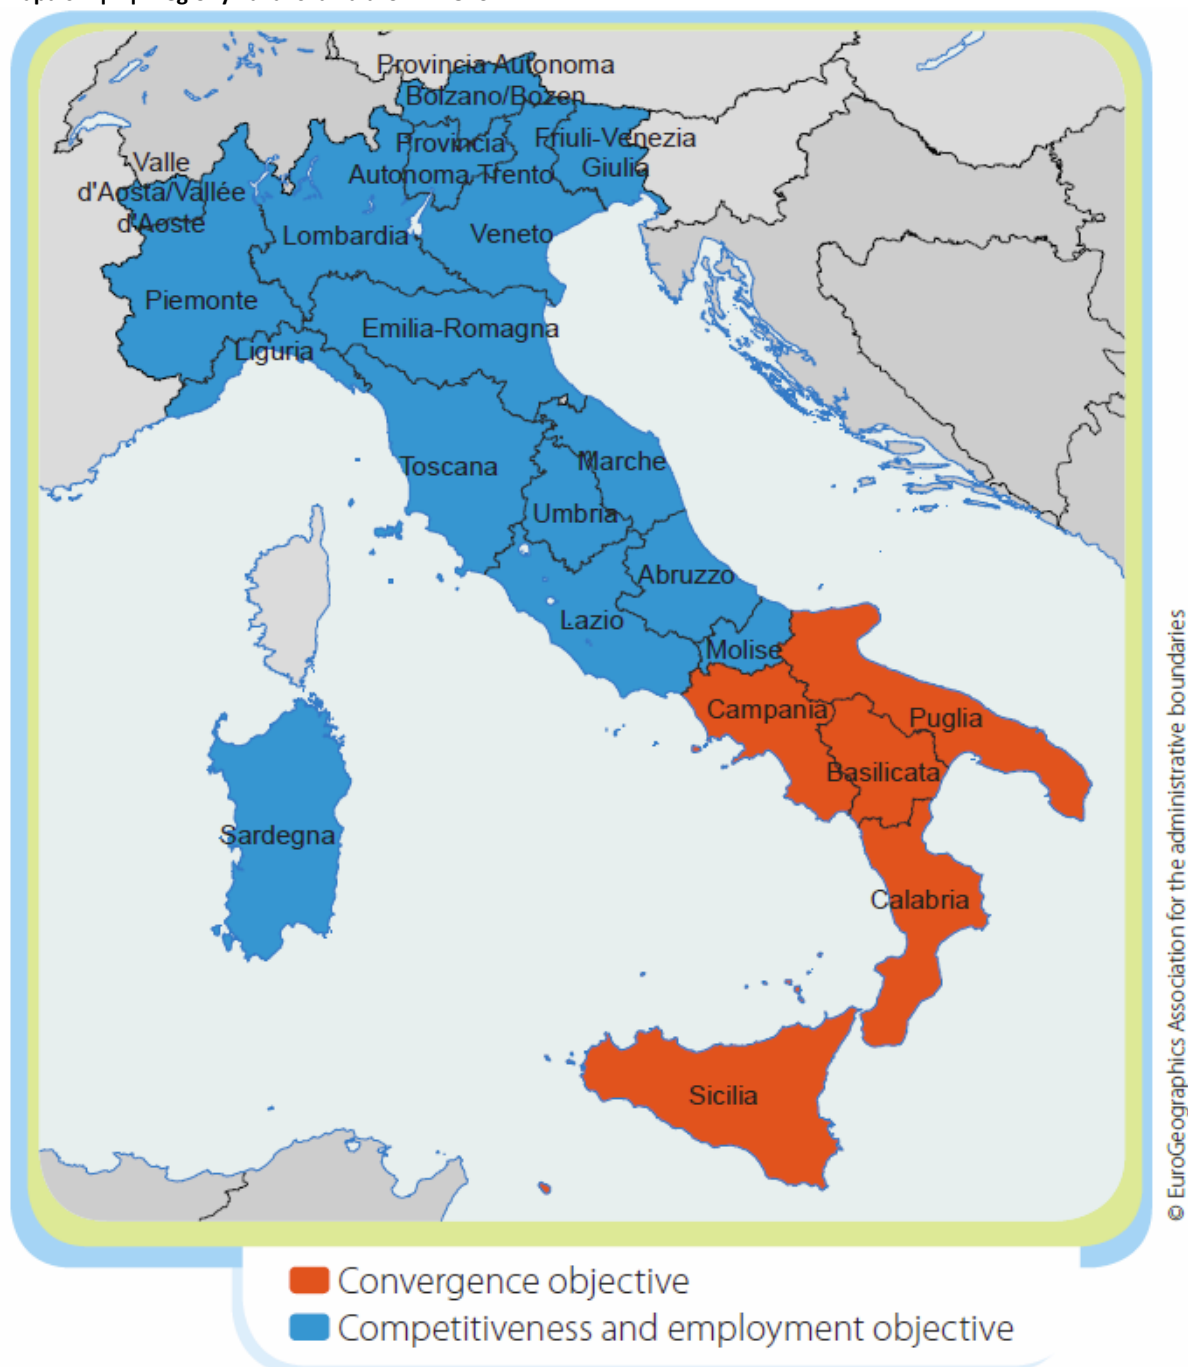 Provincia Autonoma
Bolzano/Bozen
Provincia
Autonoma Trento
Friuli-Venezia
Giulia
Valle
d'Aosta/Vallée
d'Aoste
Lombardia
Veneto
Piemonte
Emilia-Romagna
Liguria
Toscana
Marche
Umbria
Abruzzo
Lazio
Molise
Campania
Puglia
Basilicata
Sardegna
Calabria
Sicilia
© EuroGeographics Association for the administrative boundaries
Convergence objective
Competitiveness and employment objective